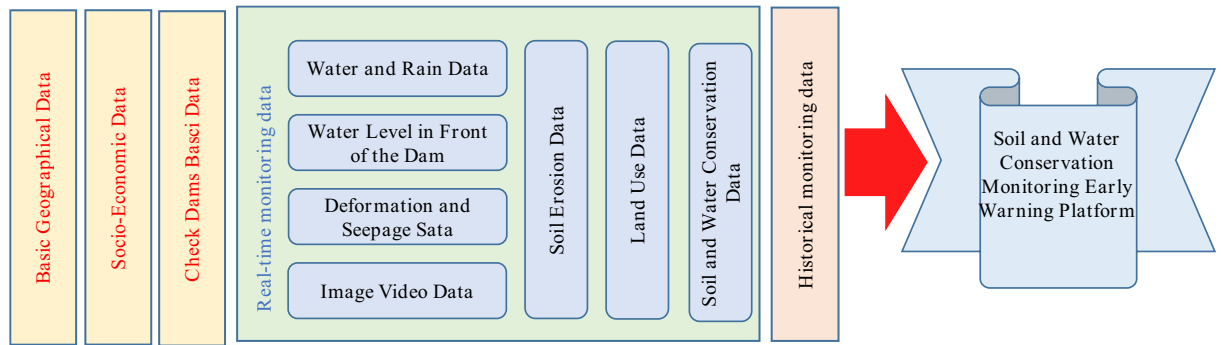 Basic Geographical Data
Socio-Economic Data
Check Dams Basci Data
Real-time monitoring data
Water and Rain Data
Water Level in Front
of the Dam
Deformation and
Seepage Sata
Image Video Data
Soil Erosion Data
Land Use Data
Soil and Water Conservation
Data
Historical monitoring data
Soil and Water
Conservation
Monitoring Early
Warning Platform